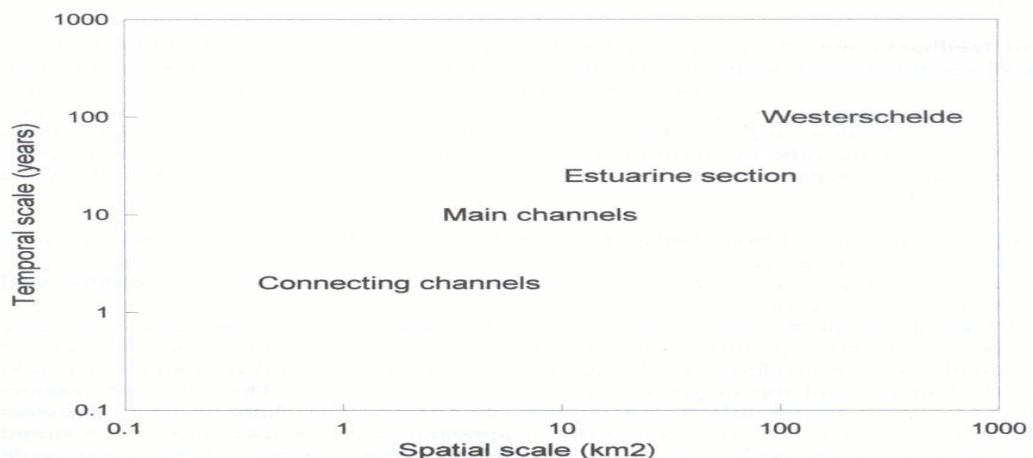 1000
100
10
1
0.1
Temporal scale (years)
Westerschelde
Estuarine section
Main channels
Connecting channels
0.1 1 10 100 1000
Spatial scale (km2)